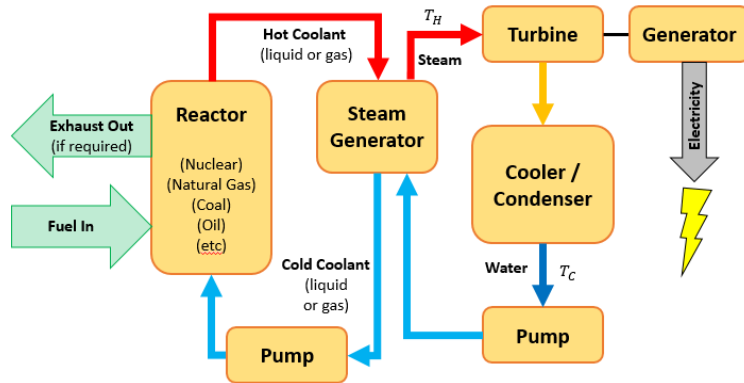 Hot Coolant
(liquid or gas)
T_H
Steam
Turbine
Generator
Exhaust Out
(if required)
Fuel In
Reactor
(Nuclear)
(Natural Gas)
(Coal)
(Oil)
(etc)
Steam
Generator
Cooler /
Condenser
Electricity
Cold Coolant
(liquid
or gas)
Water
T_C
Pump
Pump